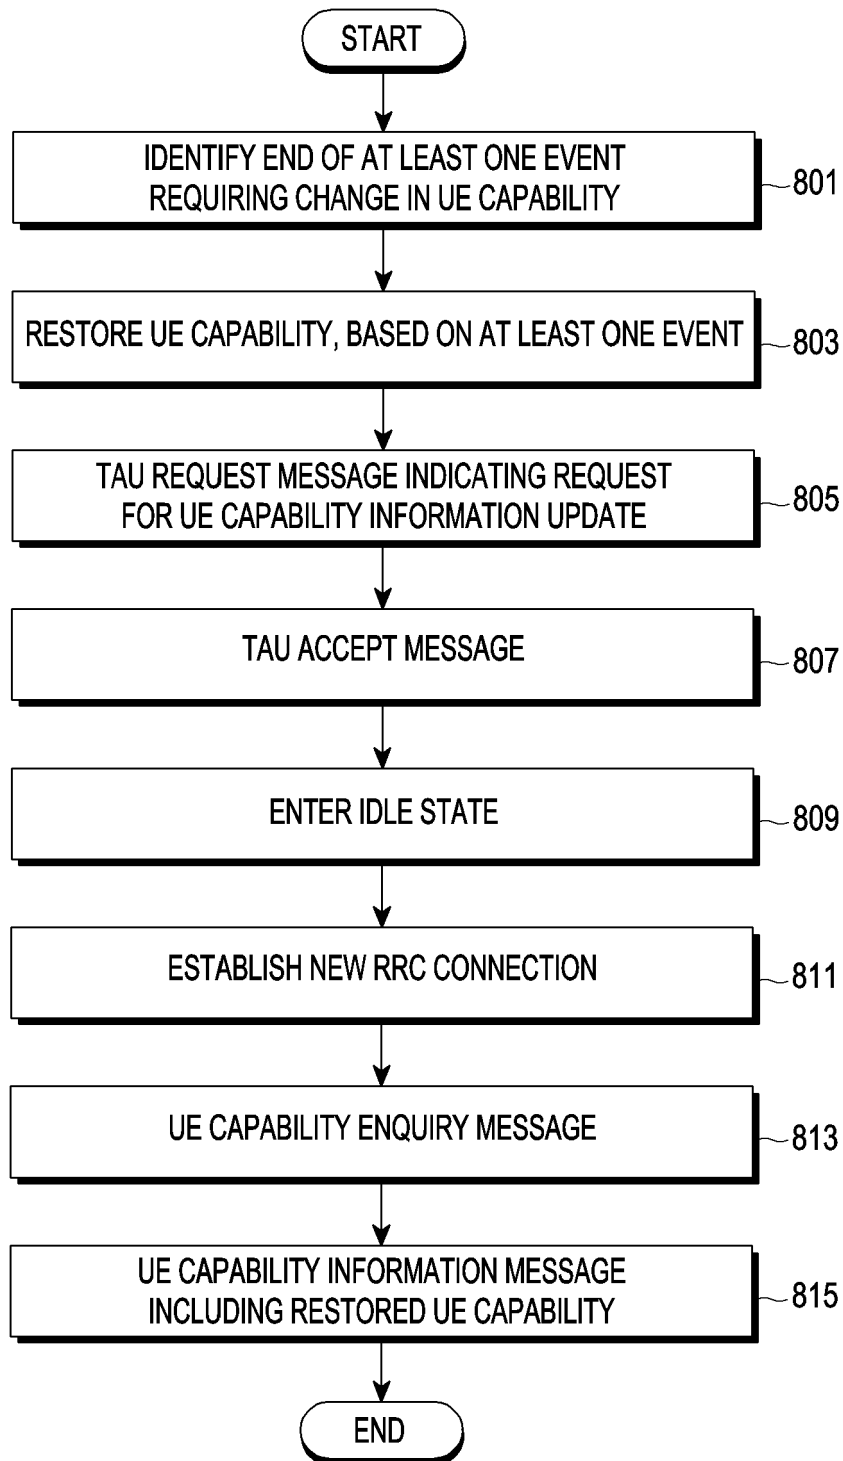 START
IDENTIFY END OF AT LEAST ONE EVENT
REQUIRING CHANGE IN UE CAPABILITY
801
RESTORE UE CAPABILITY, BASED ON AT LEAST ONE EVENT
803
TAU REQUEST MESSAGE INDICATING REQUEST
FOR UE CAPABILITY INFORMATION UPDATE
805
TAU ACCEPT MESSAGE
807
ENTER IDLE STATE
809
ESTABLISH NEW RRC CONNECTION
811
UE CAPABILITY ENQUIRY MESSAGE
813
UE CAPABILITY INFORMATION MESSAGE
INCLUDING RESTORED UE CAPABILITY
815
END